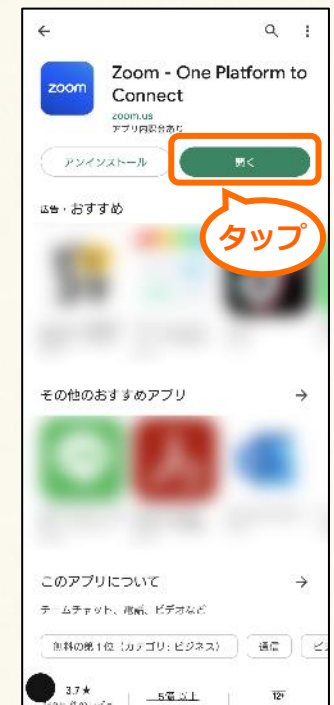 zoom
Zoom - One Platform to
Connect
zoom.us
アプリ内課金あり
アンインストール
開く
広告・おすすめ
タップ
その他のおすすめアプリ
このアプリについて
チームチャット、電話、ビデオなど
無料の第1位(カテゴリ: ビジネス)
通信
ビ
3.7★
5億 以上
12+